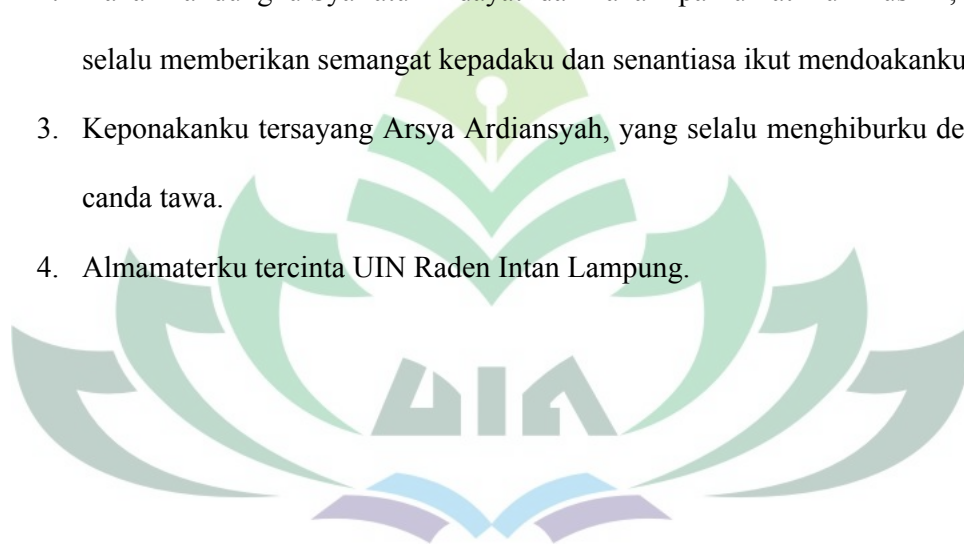 selalu memberikan semangat kepadaku dan senantiasa ikut mendoakanku
3. Keponakanku tersayang Arsya Ardiansyah, yang selalu menghiburku de
canda tawa.
4. Almamaterku tercinta UIN Raden Intan Lampung.
UIN